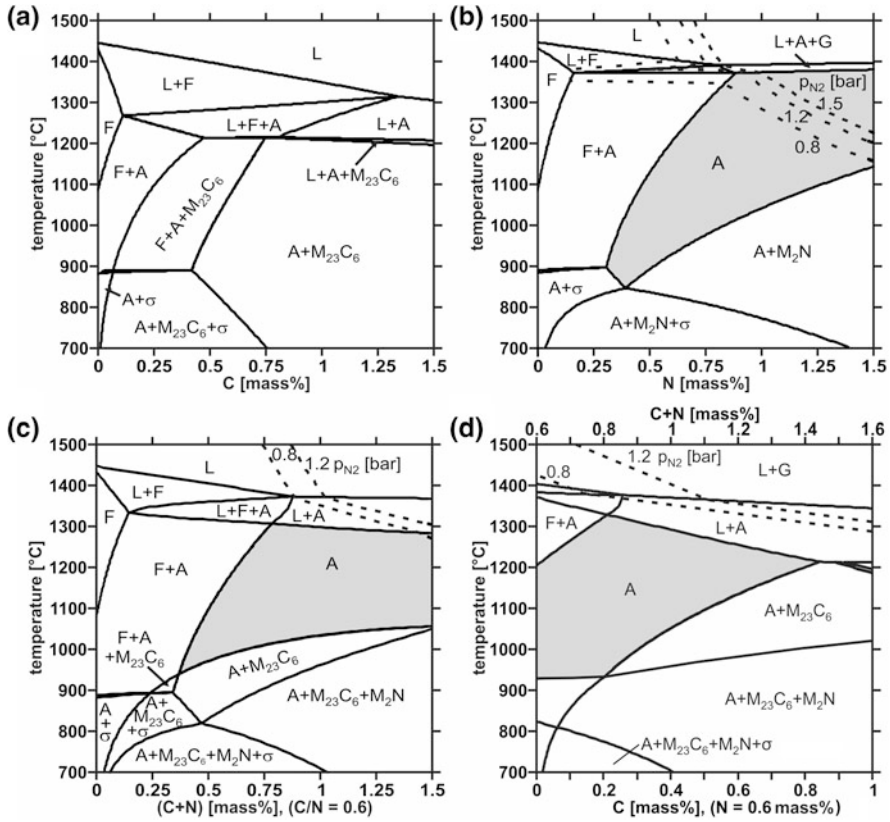 (a)
temperature [°C]
1500
1400
1300
1200
1100
1000
900
800
700
L
L+F
F
L+F+A
L+A
L+A+M₂₃C₆
F+A
F+A+M₂₃C₆
A+M₂₃C₆
A+σ
A+M₂₃C₆+σ
0 0.25 0.5 0.75 1 1.25 1.5
C [mass%]
(b)
temperature [°C]
1500
1400
1300
1200
1100
1000
900
800
700
L
L+A+G
L+F
F
pN2 [bar]
1.5
1.2
0.8
F+A
A
A+M₂N
A+σ
A+M₂N+σ
0 0.25 0.5 0.75 1 1.25 1.5
N [mass%]
(c)
temperature [°C]
1500
1400
1300
1200
1100
1000
900
800
700
0.8
1.2 pN2 [bar]
L
L+F
F
L+F+A
L+A
F+A
A
F+A
+M₂₃C₆
A+M₂₃C₆
A+M₂₃C₆+M₂N
A
+
σ
A+
M₂₃C₆
+σ
A+M₂₃C₆+M₂N+σ
0 0.25 0.5 0.75 1 1.25 1.5
(C+N) [mass%], (C/N = 0.6)
(d)
C+N [mass%]
0.6 0.8 1 1.2 1.4 1.6
temperature [°C]
1500
1400
1300
1200
1100
1000
900
800
700
0.8
1.2 pN2 [bar]
L+G
F+A
L+A
A
A+M₂₃C₆
A+M₂₃C₆+M₂N
A+M₂₃C₆+M₂N+σ
0 0.2 0.4 0.6 0.8 1
C [mass%], (N = 0.6 mass%)